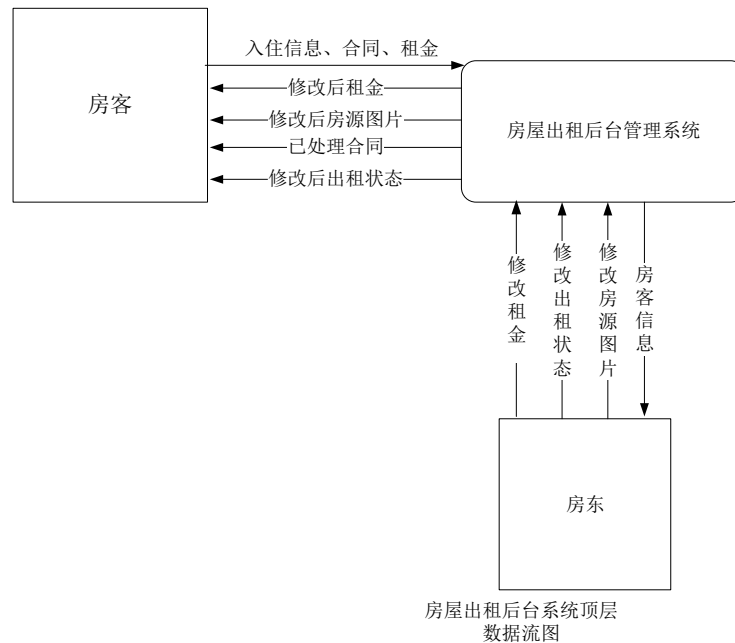 入住信息、合同、租金
修改后租金
修改后房源图片
已处理合同
修改后出租状态
房客
房屋出租后台管理系统
修改租金
修改出租状态
修改房源图片
房客信息
房东
房屋出租后台系统顶层
数据流图